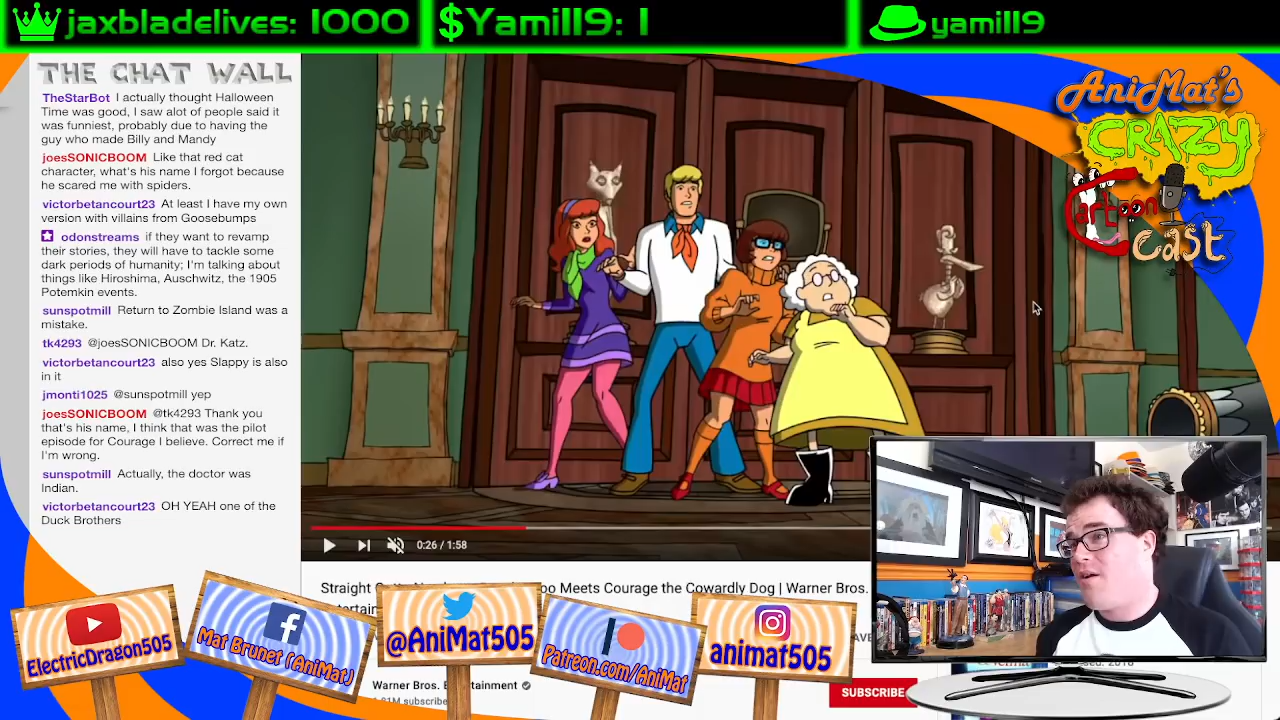 jaxbladelives: 1000
$Yamil19: 1
yamil19
THE CHAT WALL
TheStarBot I actually thought Halloween
Time was good, I saw alot of people said it
was funniest, probably due to having the
guy who made Billy and Mandy
joesSONICBOOM Like that red cat
character, what's his name I forgot because
he scared me with spiders.
victorbetancourt23 At least I have my own
version with villains from Goosebumps
odonstreams if they want to revamp
their stories, they will have to tackle some
dark periods of humanity; I'm talking about
things like Hiroshima, Auschwitz, the 1905
Potemkin events.
sunspotmill Return to Zombie Island was a
mistake.
tk4293 @joesSONICBOOM Dr. Katz.
victorbetancourt23 also yes Slappy is also
in it
jmonti1025 @sunspotmill yep
joesSONICBOOM @tk4293 Thank you
that's his name, I think that was the pilot
episode for Courage I believe. Correct me if
I'm wrong.
sunspotmill Actually, the doctor was
Indian.
victorbetancourt23 OH YEAH one of the
Duck Brothers
AniMat's
CRAZY
Cartoon
Cast
0:26 / 1:58
Straight Meets Courage the Cowardly Dog | Warner Bros.
ElectricDragon505
Mat Brunet (AniMat)
@AniMat505
Patreon.com/AniMat
animat505
Warner Bros.
SUBSCRIBE